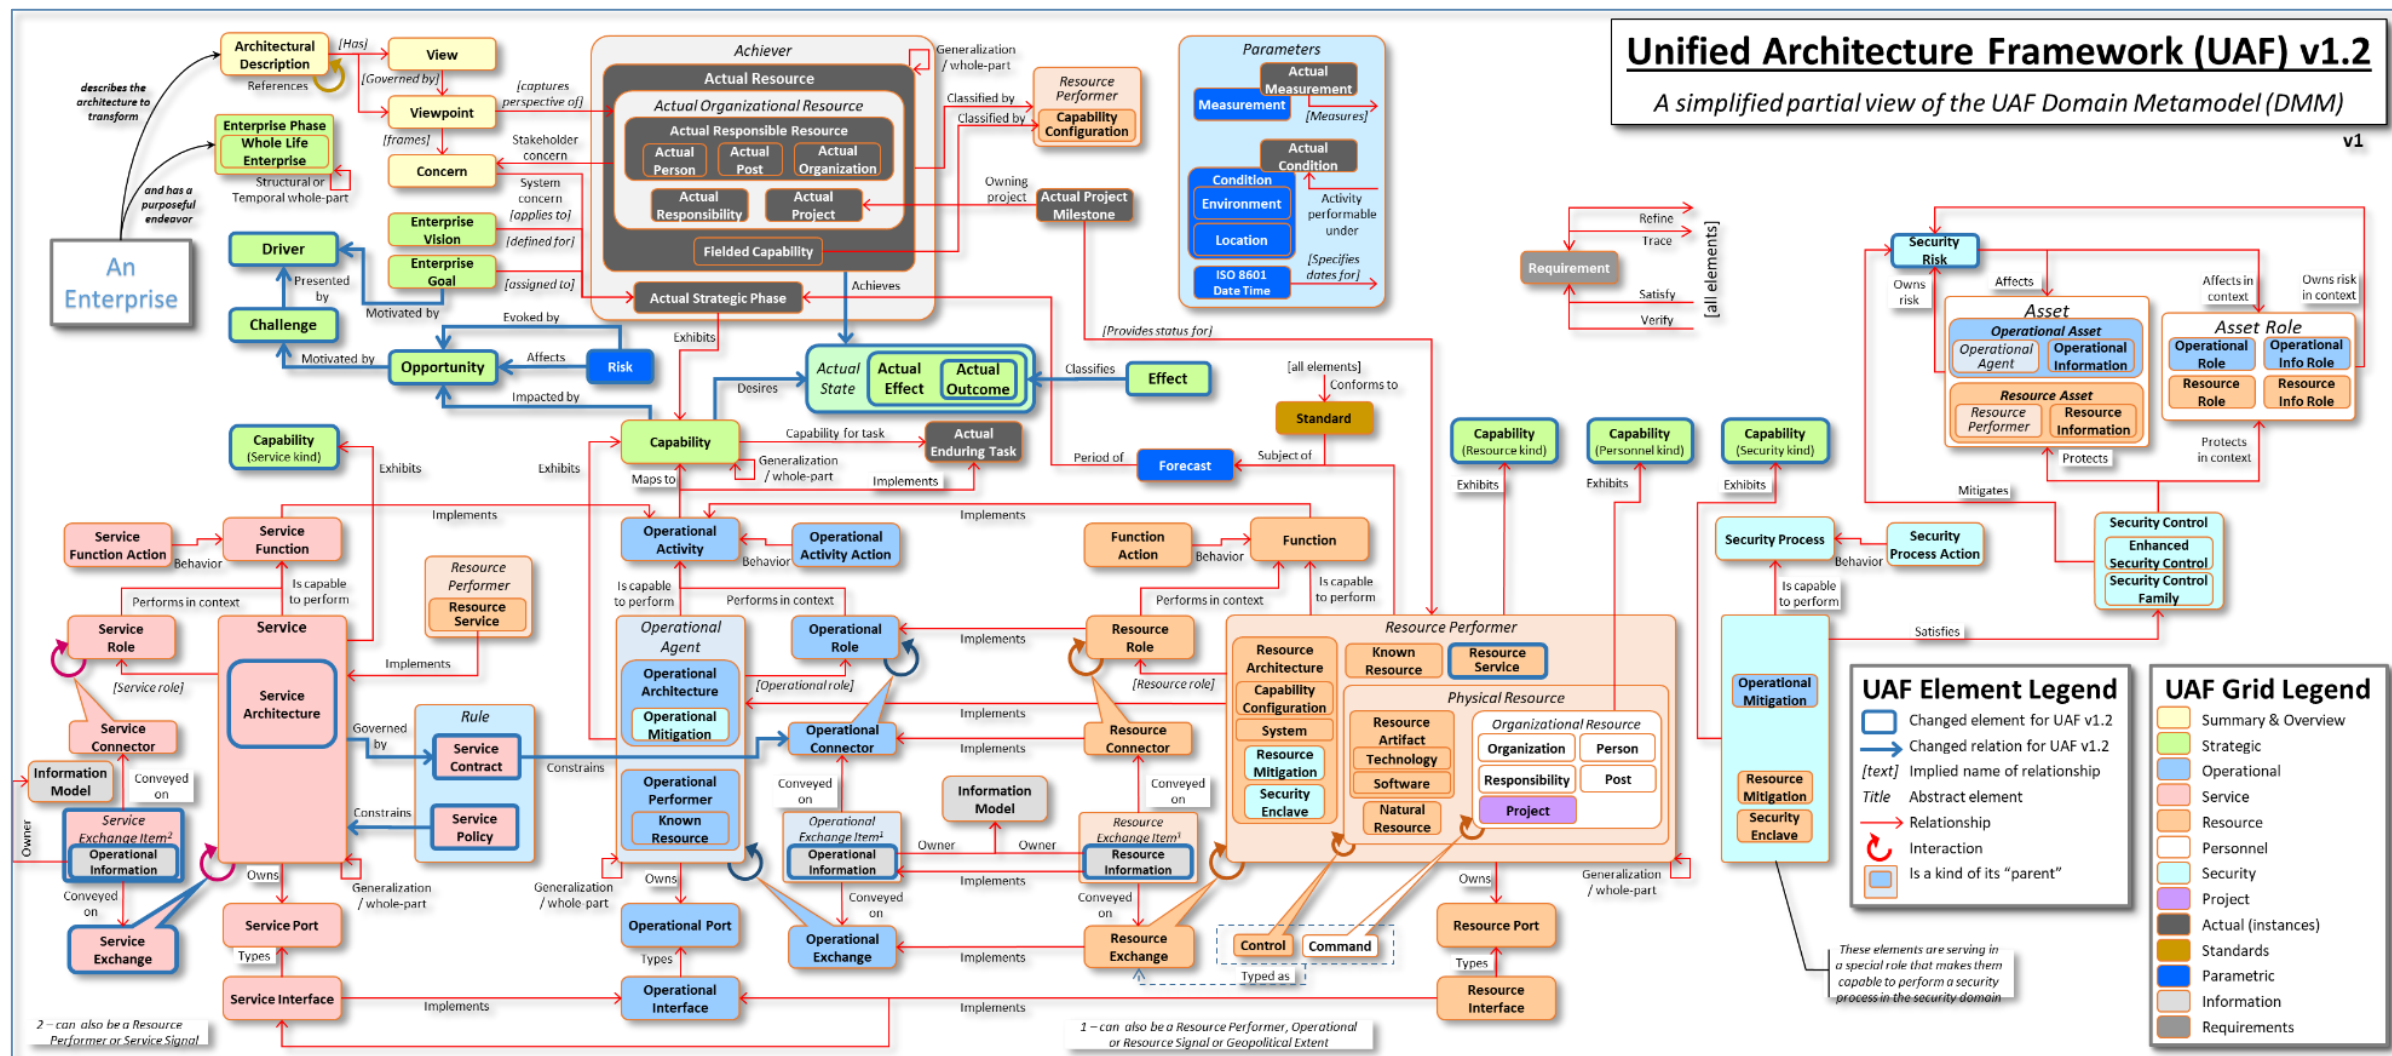 Unified Architecture Framework (UAF) v1.2
A simplified partial view of the UAF Domain Metamodel (DMM)
v1
Architectural
Description
References
[Has]
View
[Governed by]
Viewpoint
[frames]
Concern
[captures
perspective of]
Stakeholder
concern
System
concern
[applies to]
[defined for]
[assigned to]
describes the
architecture to
transform
and has a
purposeful
endeavor
An
Enterprise
Enterprise Phase
Whole Life
Enterprise
Structural or
Temporal whole-part
Enterprise
Vision
Enterprise
Goal
Driver
Presented
by
Motivated by
Challenge
Motivated by
Opportunity
Evoked by
Affects
Risk
Impacted by
Achiever
Actual Resource
Actual Organizational Resource
Actual Responsible Resource
Actual
Person
Actual
Post
Actual
Organization
Actual
Responsibility
Actual
Project
Fielded Capability
Actual Strategic Phase
Generalization
/ whole-part
Classified by
Classified by
Resource
Performer
Capability
Configuration
Owning
project
Actual Project
Milestone
Achieves
Exhibits
[Provides status for]
Parameters
Actual
Measurement
Measurement
[Measures]
Actual
Condition
Condition
Environment
Location
Activity
performable
under
ISO 8601
Date Time
[Specifies
dates for]
Requirement
Refine
Trace
Satisfy
Verify
[all elements]
Actual
State
Actual
Effect
Actual
Outcome
Classifies
Effect
Desires
Capability
Capability for task
Actual
Enduring Task
Generalization
/ whole-part
Implements
Maps to
Exhibits
[all elements]
Conforms to
Standard
Subject of
Forecast
Period of
Capability
(Service kind)
Exhibits
Capability
(Resource kind)
Exhibits
Capability
(Personnel kind)
Exhibits
Capability
(Security kind)
Exhibits
Security
Risk
Owns
risk
Affects
Affects in
context
Owns risk
in context
Asset
Operational Asset
Operational
Agent
Operational
Information
Resource Asset
Resource
Performer
Resource
Information
Asset Role
Operational
Role
Operational
Info Role
Resource
Role
Resource
Info Role
Protects
Protects
in context
Mitigates
Security Control
Enhanced
Security Control
Security Control
Family
Security Process
Security
Process Action
Behavior
Is capable
to perform
Satisfies
Operational
Mitigation
Resource
Mitigation
Security
Enclave
These elements are serving in
a special role that makes them
capable to perform a security
process in the security domain
Service
Function Action
Behavior
Service
Function
Implements
Is capable
to perform
Performs in context
Service
Role
[Service role]
Service
Service
Architecture
Resource
Performer
Resource
Service
Implements
Service
Connector
Conveyed
on
Information
Model
Owner
Service
Exchange Item²
Operational
Information
Conveyed
on
Service
Exchange
Governed
by
Rule
Service
Contract
Constrains
Service
Policy
Constrains
Owns
Generalization
/ whole-part
Service Port
Types
Service Interface
Implements
2 – can also be a Resource
Performer or Service Signal
Operational
Activity
Operational
Activity Action
Behavior
Implements
Is capable
to perform
Performs in context
Operational
Agent
Operational
Architecture
Operational
Mitigation
Operational
Performer
Known
Resource
Operational
Role
[Operational role]
Operational
Connector
Conveyed
on
Operational
Exchange Item¹
Operational
Information
Conveyed
on
Operational
Exchange
Generalization
/ whole-part
Owns
Operational Port
Types
Operational
Interface
Implements
Implements
Implements
Information
Model
Owner
Owner
Implements
Implements
Implements
Function
Action
Behavior
Function
Is capable
to perform
Performs in context
Resource
Role
[Resource role]
Resource
Connector
Conveyed
on
Resource
Exchange Item¹
Resource
Information
Conveyed
on
Resource
Exchange
Resource Performer
Resource
Architecture
Capability
Configuration
System
Resource
Mitigation
Security
Enclave
Known
Resource
Resource
Service
Physical Resource
Resource
Artifact
Technology
Software
Natural
Resource
Organizational Resource
Organization
Person
Responsibility
Post
Project
Control
Command
Typed as
Owns
Generalization
/ whole-part
Resource Port
Types
Resource
Interface
1 – can also be a Resource Performer, Operational
or Resource Signal or Geopolitical Extent
UAF Element Legend
Changed element for UAF v1.2
Changed relation for UAF v1.2
[text] Implied name of relationship
Title Abstract element
Relationship
Interaction
Is a kind of its “parent”
UAF Grid Legend
Summary & Overview
Strategic
Operational
Service
Resource
Personnel
Security
Project
Actual (instances)
Standards
Parametric
Information
Requirements